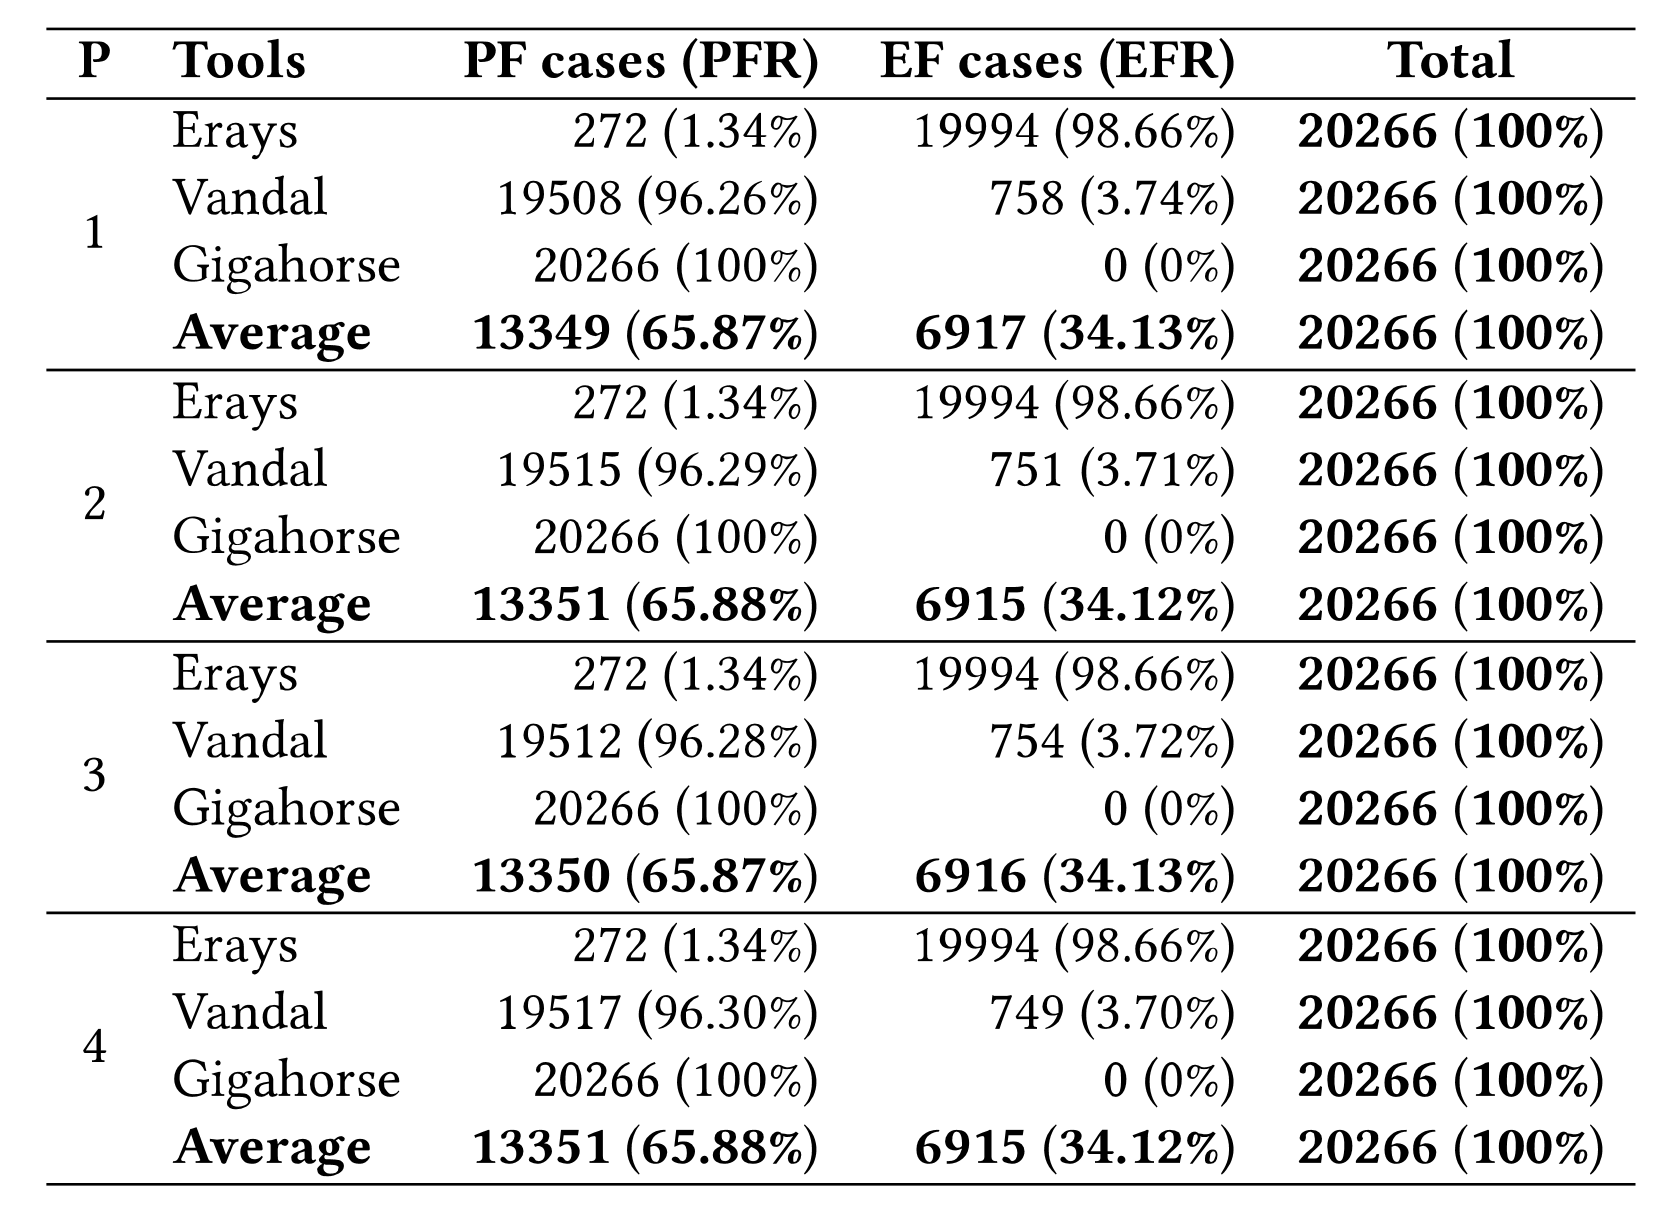 P Tools PF cases (PFR) EF cases (EFR) Total
Erays 272 (1.34%) 19994 (98.66%) 20266 (100%)
Vandal 19508 (96.26%) 758 (3.74%) 20266 (100%)
1
Gigahorse 20266 (100%) 0 (0%) 20266 (100%)
Average 13349 (65.87%) 6917 (34.13%) 20266 (100%)
Erays 272 (1.34%) 19994 (98.66%) 20266 (100%)
Vandal 19515 (96.29%) 751 (3.71%) 20266 (100%)
2
Gigahorse 20266 (100%) 0 (0%) 20266 (100%)
Average 13351 (65.88%) 6915 (34.12%) 20266 (100%)
Erays 272 (1.34%) 19994 (98.66%) 20266 (100%)
Vandal 19512 (96.28%) 754 (3.72%) 20266 (100%)
3
Gigahorse 20266 (100%) 0 (0%) 20266 (100%)
Average 13350 (65.87%) 6916 (34.13%) 20266 (100%)
Erays 272 (1.34%) 19994 (98.66%) 20266 (100%)
Vandal 19517 (96.30%) 749 (3.70%) 20266 (100%)
4
Gigahorse 20266 (100%) 0 (0%) 20266 (100%)
Average 13351 (65.88%) 6915 (34.12%) 20266 (100%)